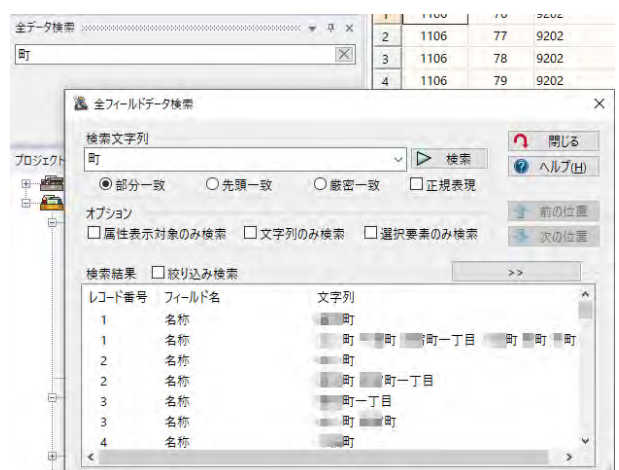 全データ検索
町
1 1106 76 9202
2 1106 77 9202
3 1106 78 9202
4 1106 79 9202
全フィールドデータ検索
検索文字列
町 検索
閉じる
ヘルプ(H)
部分一致 先頭一致 厳密一致 正規表現
プロジェクト
オプション
属性表示対象のみ検索 文字列のみ検索 選択要素のみ検索
前の位置
次の位置
検索結果 絞り込み検索 >>
レコード番号 フィールド名 文字列
1 名称 町
1 名称 町 町 町一丁目 町 町 町
2 名称 町
2 名称 町 町一丁目
3 名称 町一丁目
3 名称 町 町
4 名称 町